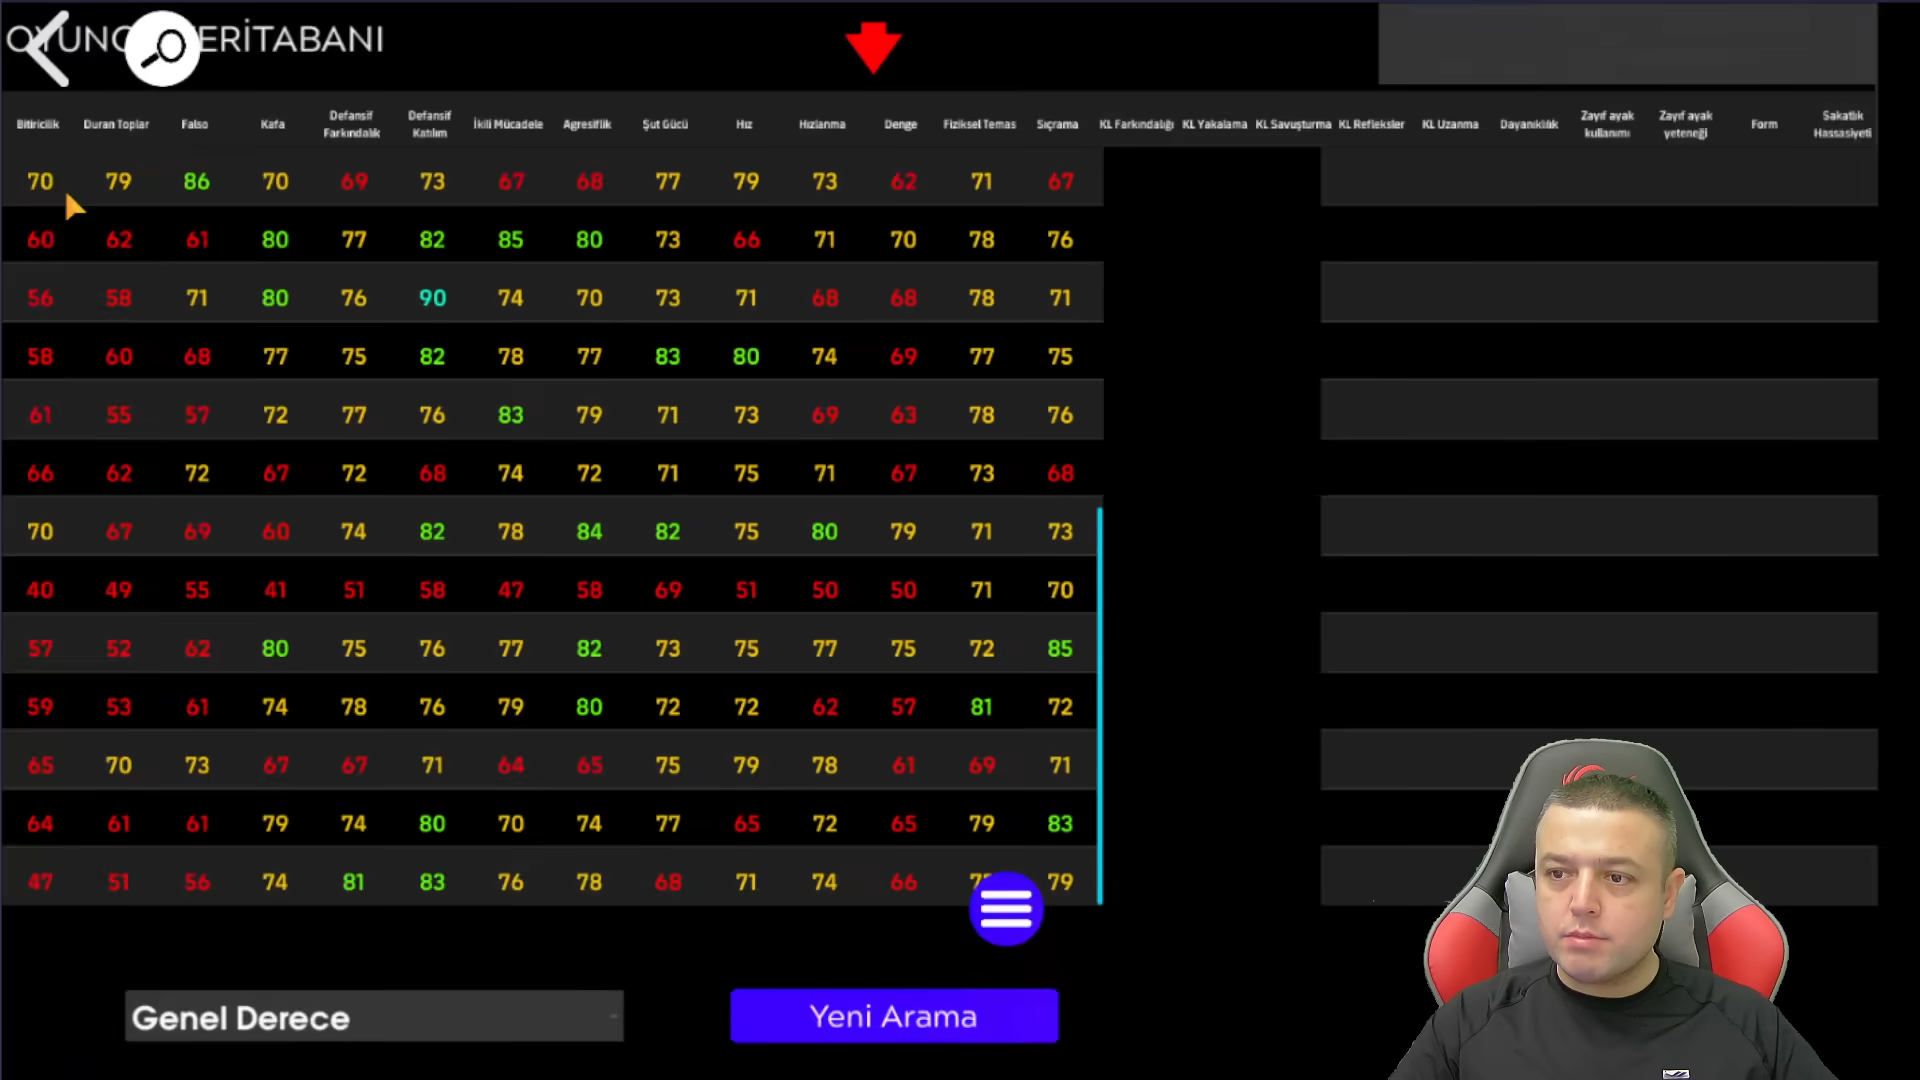 OYUNC ERİTABANI
Bitiricilik Duran Toplar Falso Kafa Defansif Farkındalık Defansif Katılım İkili Mücadele Agresiflik Şut Gücü Hız Hızlanma Denge Fiziksel Temas Sıçrama KL Farkındalığı KL Yakalama KL Savuşturma KL Refleksler KL Uzanma Dayanıklılık Zayıf ayak kullanımı Zayıf ayak yeteneği Form Sakatlık Hassasiyeti
70 79 86 70 69 73 67 68 77 79 73 62 71 67
60 62 61 80 77 82 85 80 73 66 71 70 78 76
56 58 71 80 76 90 74 70 73 71 68 68 78 71
58 60 68 77 75 82 78 77 83 80 74 69 77 75
61 55 57 72 77 76 83 79 71 73 69 63 78 76
66 62 72 67 72 68 74 72 71 75 71 67 73 68
70 67 69 60 74 82 78 84 82 75 80 79 71 73
40 49 55 41 51 58 47 58 69 51 50 50 71 70
57 52 62 80 75 76 77 82 73 75 77 75 72 85
59 53 61 74 78 76 79 80 72 72 62 57 81 72
65 70 73 67 67 71 64 65 75 79 78 61 69 71
64 61 61 79 74 80 70 74 77 65 72 65 79 83
47 51 56 74 81 83 76 78 68 71 74 66 79
Genel Derece
Yeni Arama